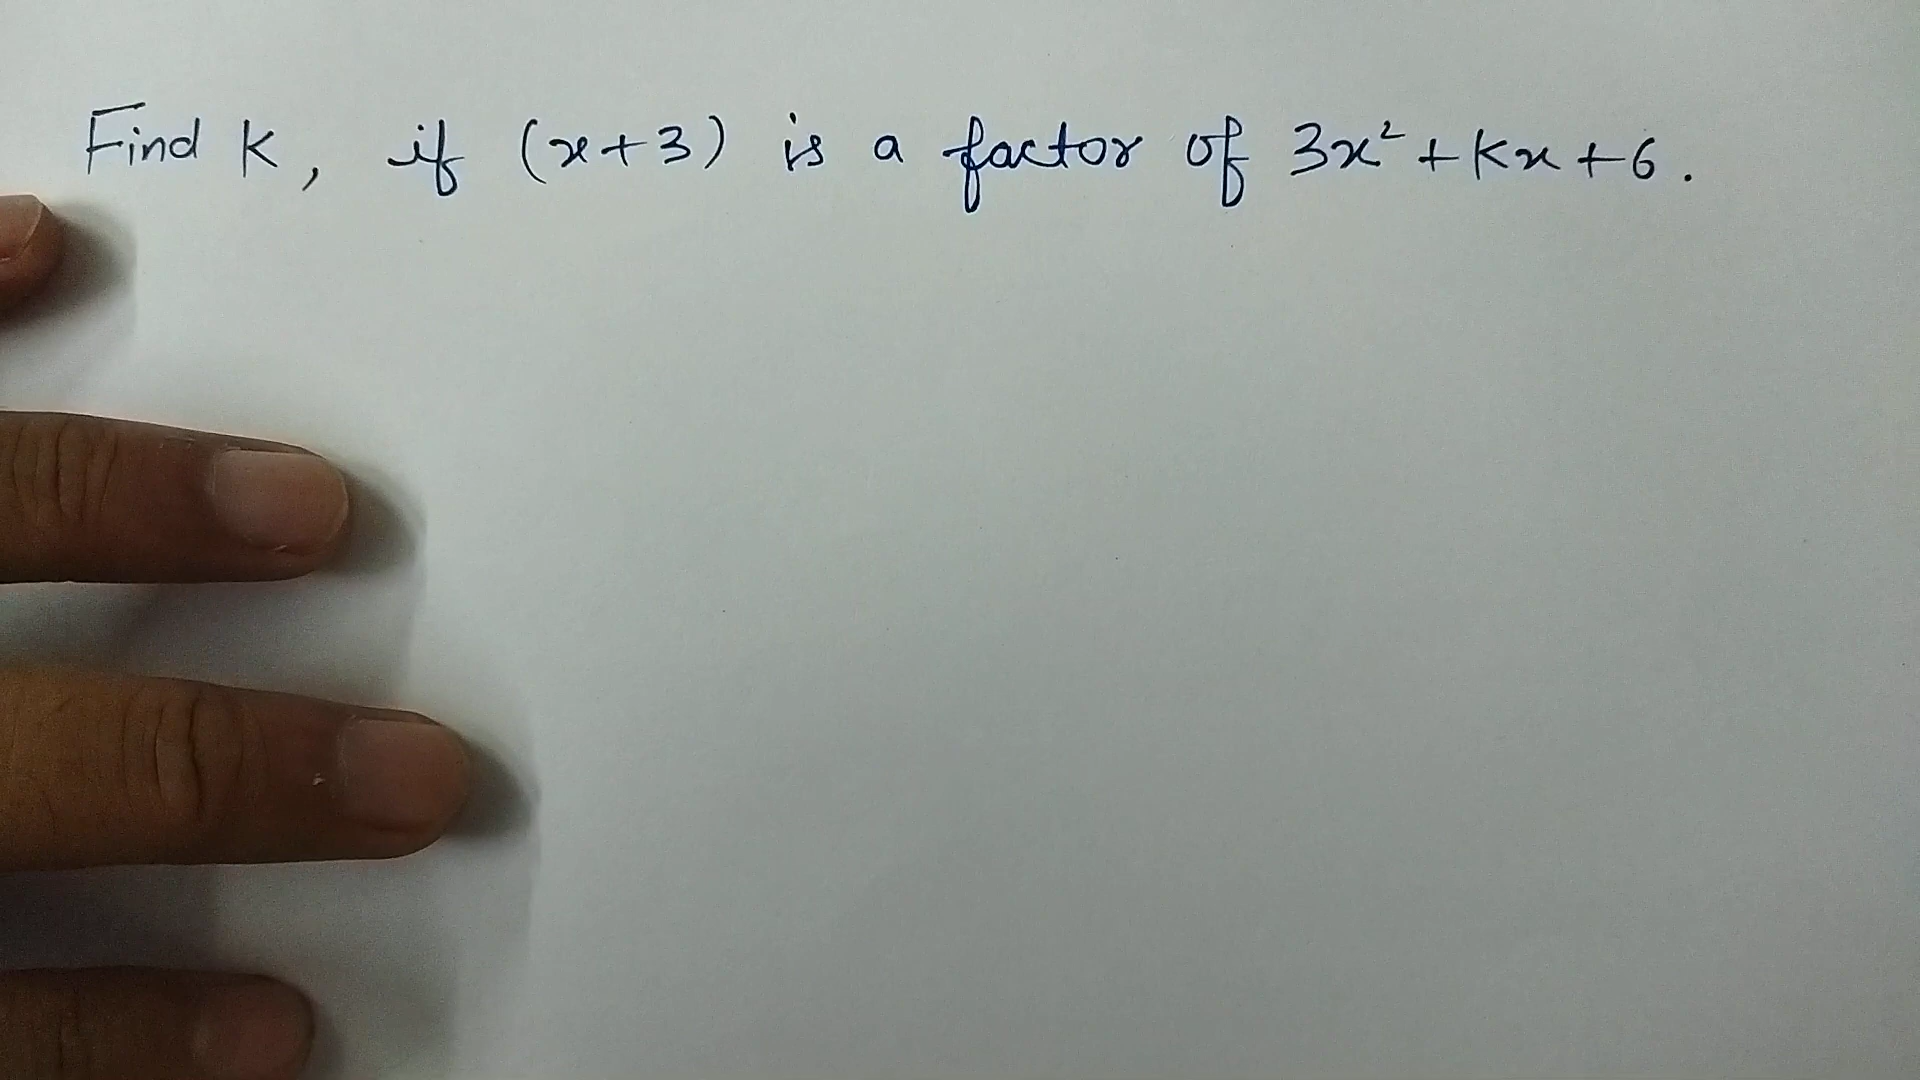 Find K, if (x+3) is a factor of 3x² + Kx + 6.